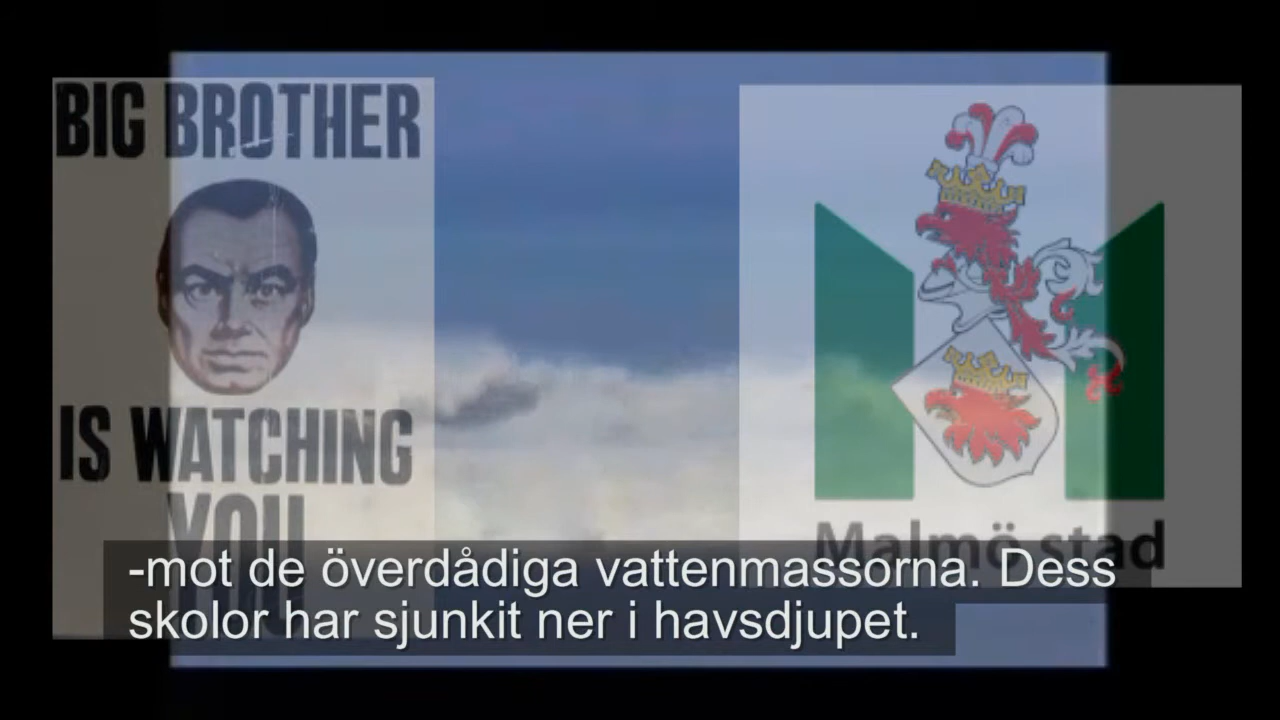 BIG BROTHER
IS WATCHING
YOU
Malmö stad
-mot de överdådiga vattenmassorna. Dess
skolor har sjunkit ner i havsdjupet.